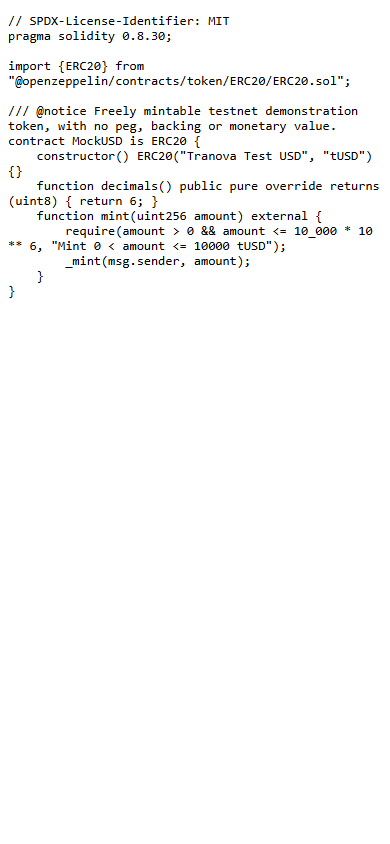 // SPDX-License-Identifier: MIT
pragma solidity 0.8.30;

import {ERC20} from
"@openzeppelin/contracts/token/ERC20/ERC20.sol";

/// @notice Freely mintable testnet demonstration
token, with no peg, backing or monetary value.
contract MockUSD is ERC20 {
    constructor() ERC20("Tranova Test USD", "tUSD")
{}
    function decimals() public pure override returns
(uint8) { return 6; }
    function mint(uint256 amount) external {
        require(amount > 0 && amount <= 10_000 * 10
** 6, "Mint 0 < amount <= 10000 tUSD");
        _mint(msg.sender, amount);
    }
}